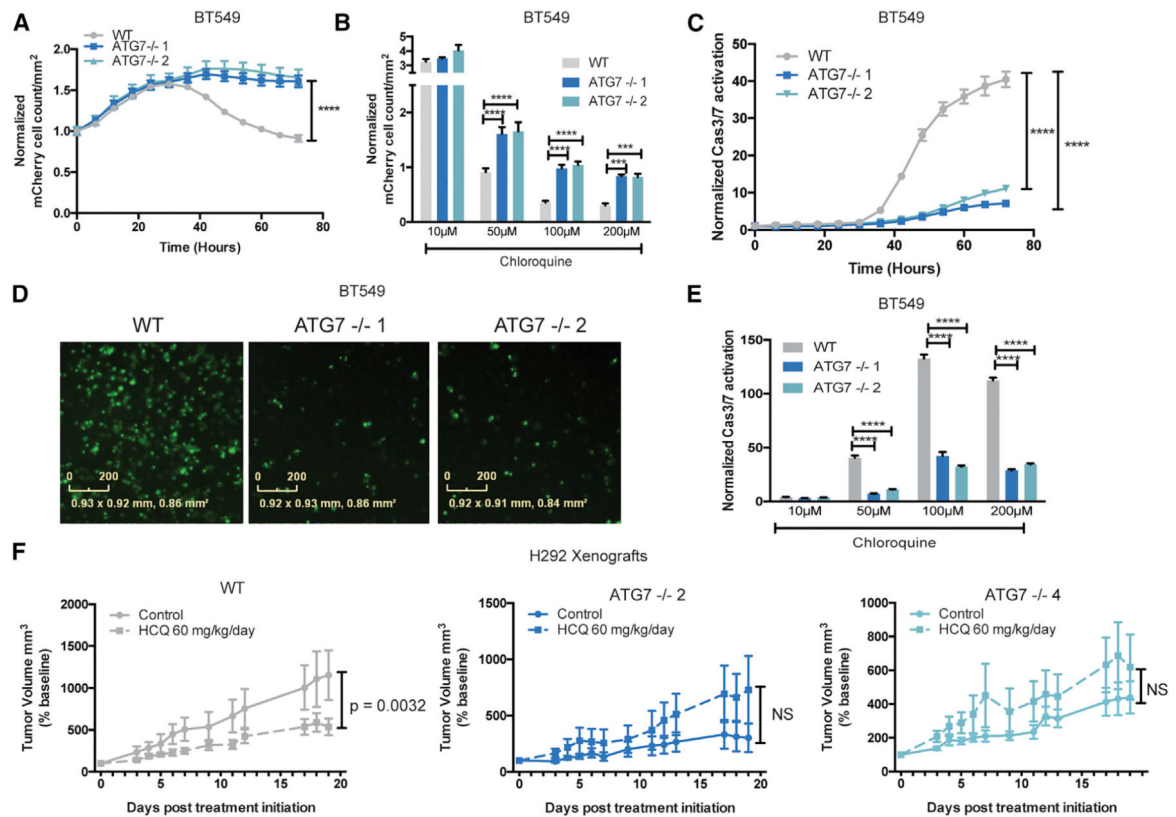 A
BT549
WT
ATG7-/- 1
ATG7-/- 2
Normalized
mCherry cell count/mm²
2.0
1.5
1.0
0.5
0.0
0 20 40 60 80
Time (Hours)
****
B
BT549
WT
ATG7 -/- 1
ATG7 -/- 2
Normalized
mCherry cell count/mm²
5
4
3
2
1
0
**** ****
**** ****
*** ***
10µM 50µM 100µM 200µM
Chloroquine
C
BT549
WT
ATG7-/- 1
ATG7-/- 2
Normalized Cas3/7 activation
50
40
30
20
10
0
0 20 40 60 80
Time (Hours)
**** ****
D
BT549
WT ATG7 -/- 1 ATG7 -/- 2
0 200
0.93 x 0.92 mm, 0.86 mm²
0 200
0.92 x 0.93 mm, 0.86 mm²
0 200
0.92 x 0.91 mm, 0.84 mm²
E
BT549
WT
ATG7 -/- 1
ATG7 -/- 2
Normalized Cas3/7 activation
150
100
50
0
**** ****
**** ****
**** ****
10µM 50µM 100µM 200µM
Chloroquine
F
H292 Xenografts
WT
Control
HCQ 60 mg/kg/day
Tumor Volume mm³
(% baseline)
2000
1500
1000
500
0
0 5 10 15 20
Days post treatment initiation
p = 0.0032
ATG7 -/- 2
Control
HCQ 60 mg/kg/day
Tumor Volume mm³
(% baseline)
1500
1000
500
0
0 5 10 15 20
Days post treatment initiation
NS
ATG7 -/- 4
Control
HCQ 60 mg/kg/day
Tumor Volume mm³
(% baseline)
1000
800
600
400
200
0
0 5 10 15
Days post treatment initiation
NS